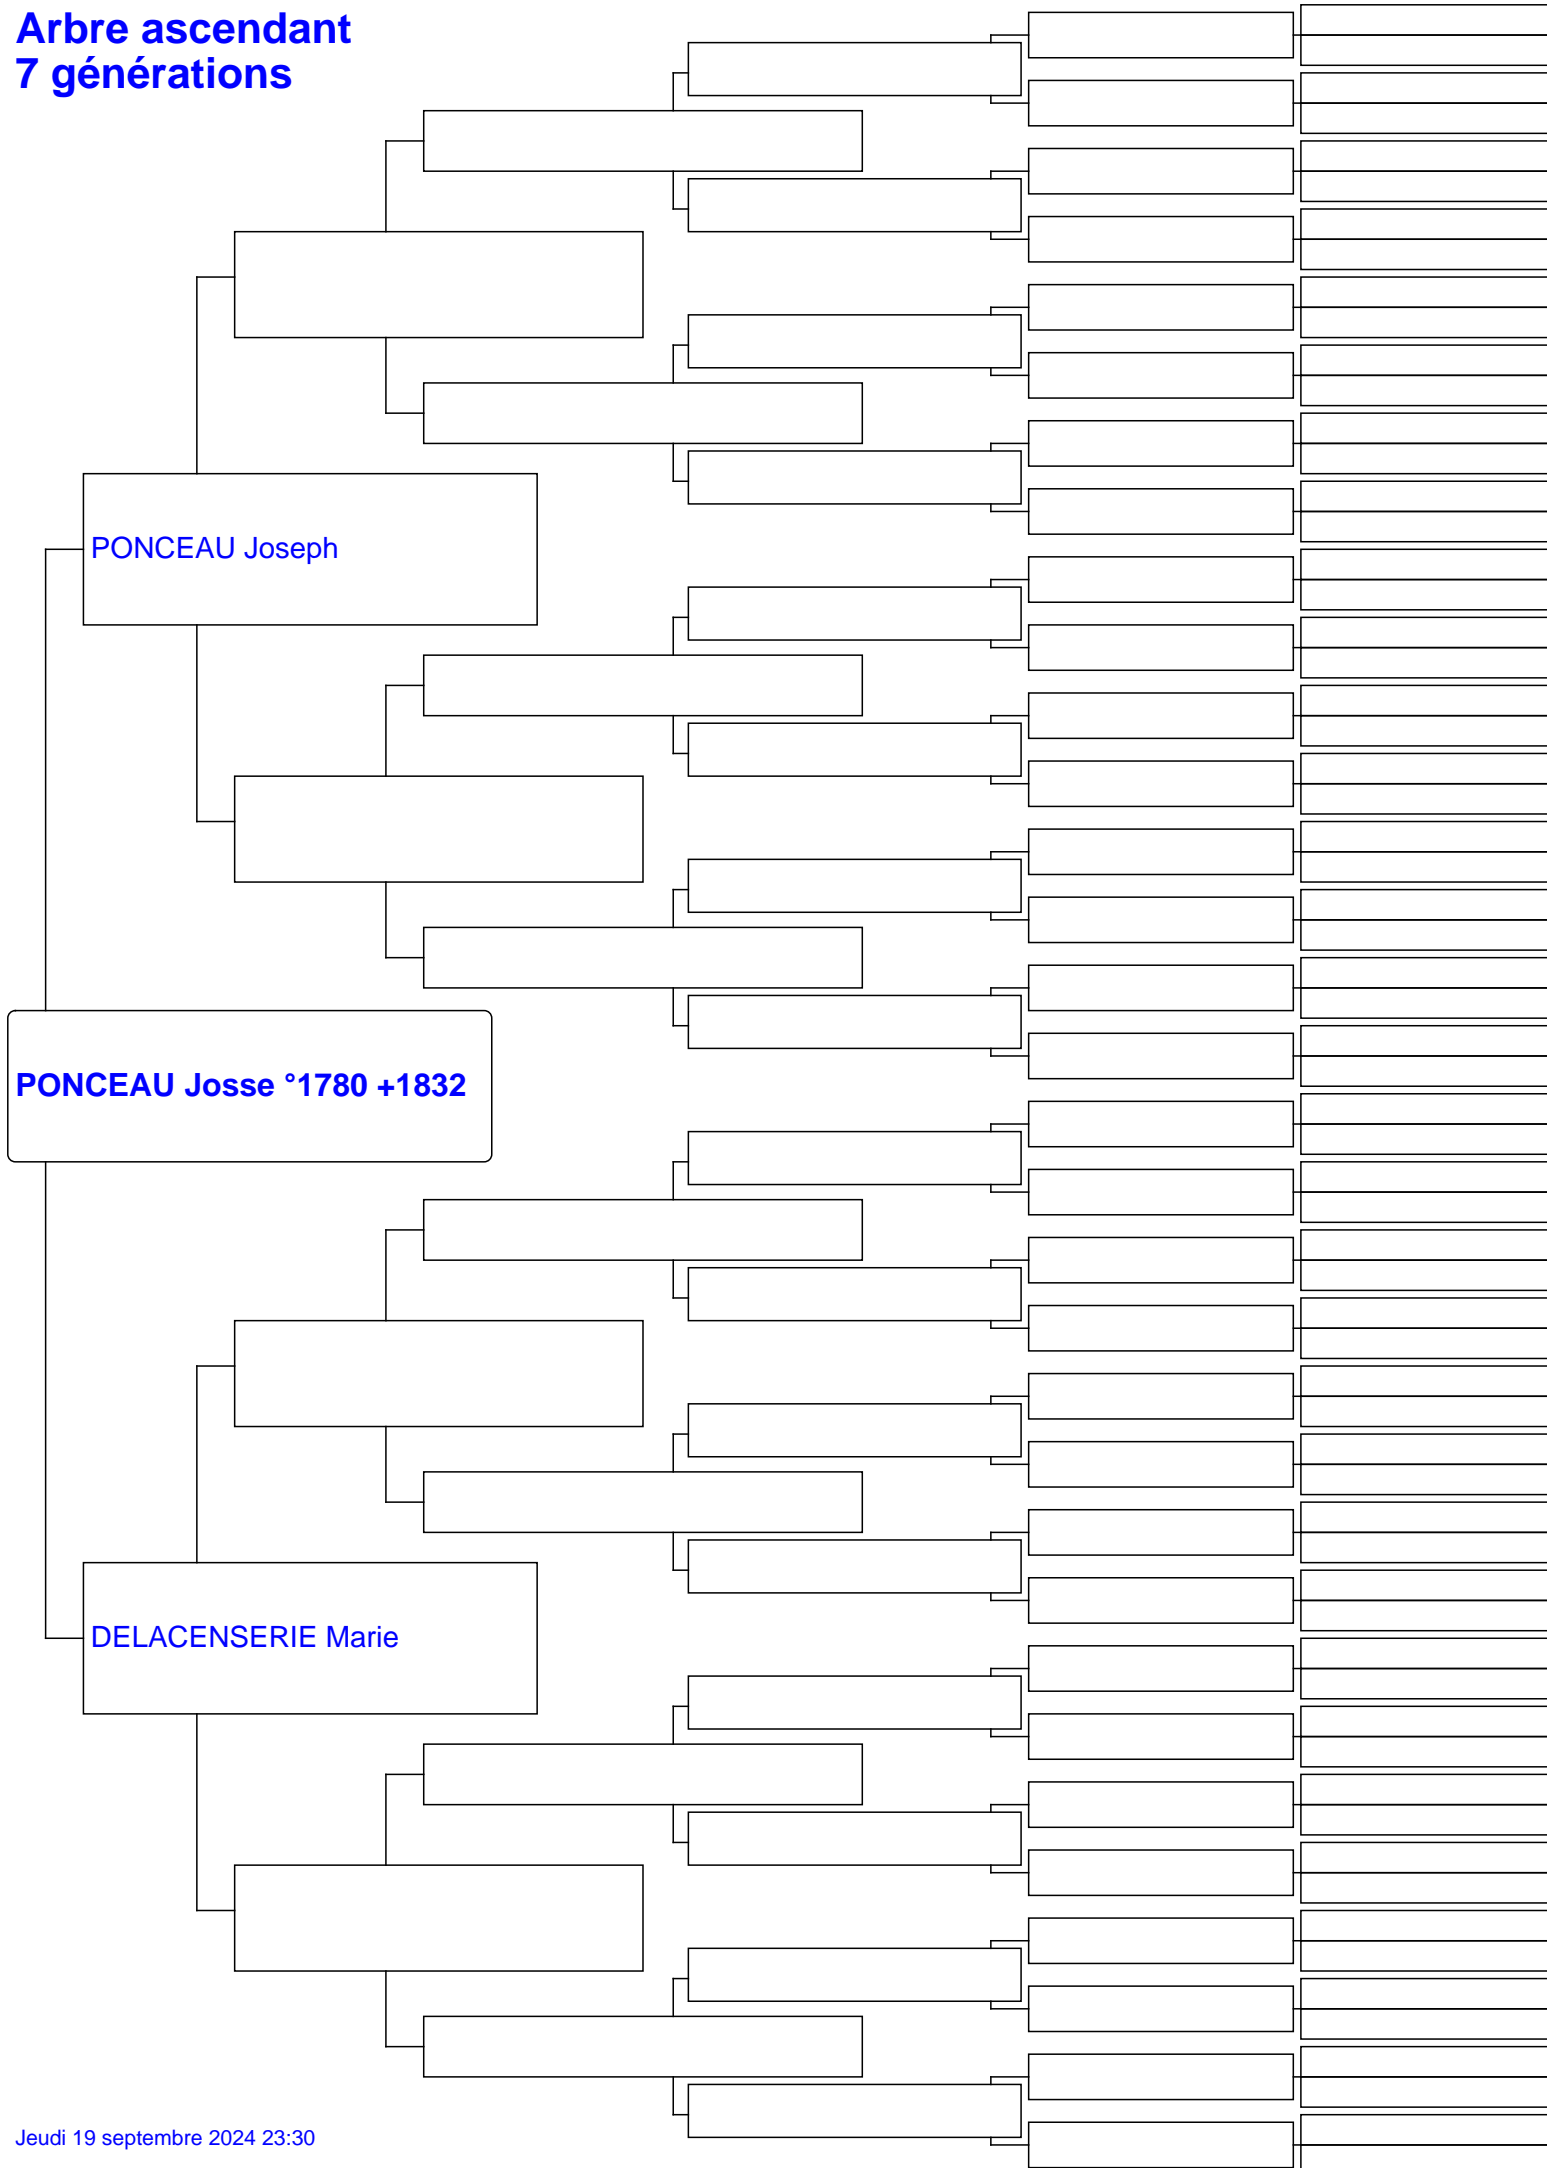 Arbre ascendant
7 générations
PONCEAU Joseph
PONCEAU Josse °1780 +1832
DELACENSERIE Marie
Jeudi 19 septembre 2024 23:30